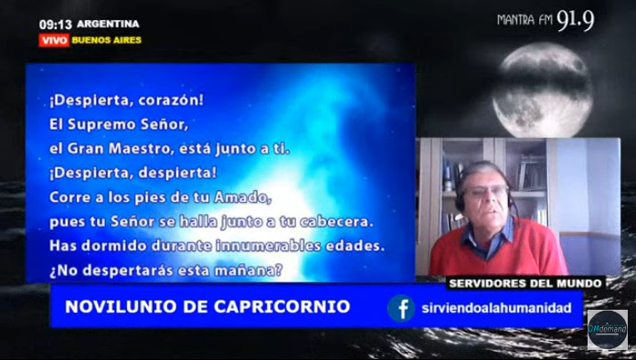 09:13 ARGENTINA
VIVO BUENOS AIRES
MANTRA FM 91.9
¡Despierta, corazón!
El Supremo Señor,
el Gran Maestro, está junto a ti.
¡Despierta, despierta!
Corre a los pies de tu Amado,
pues tu Señor se halla junto a tu cabecera.
Has dormido durante innumerables edades.
¿No despertarás esta mañana?
SERVIDORES DEL MUNDO
NOVILUNIO DE CAPRICORNIO
f sirviendoalahumanidad